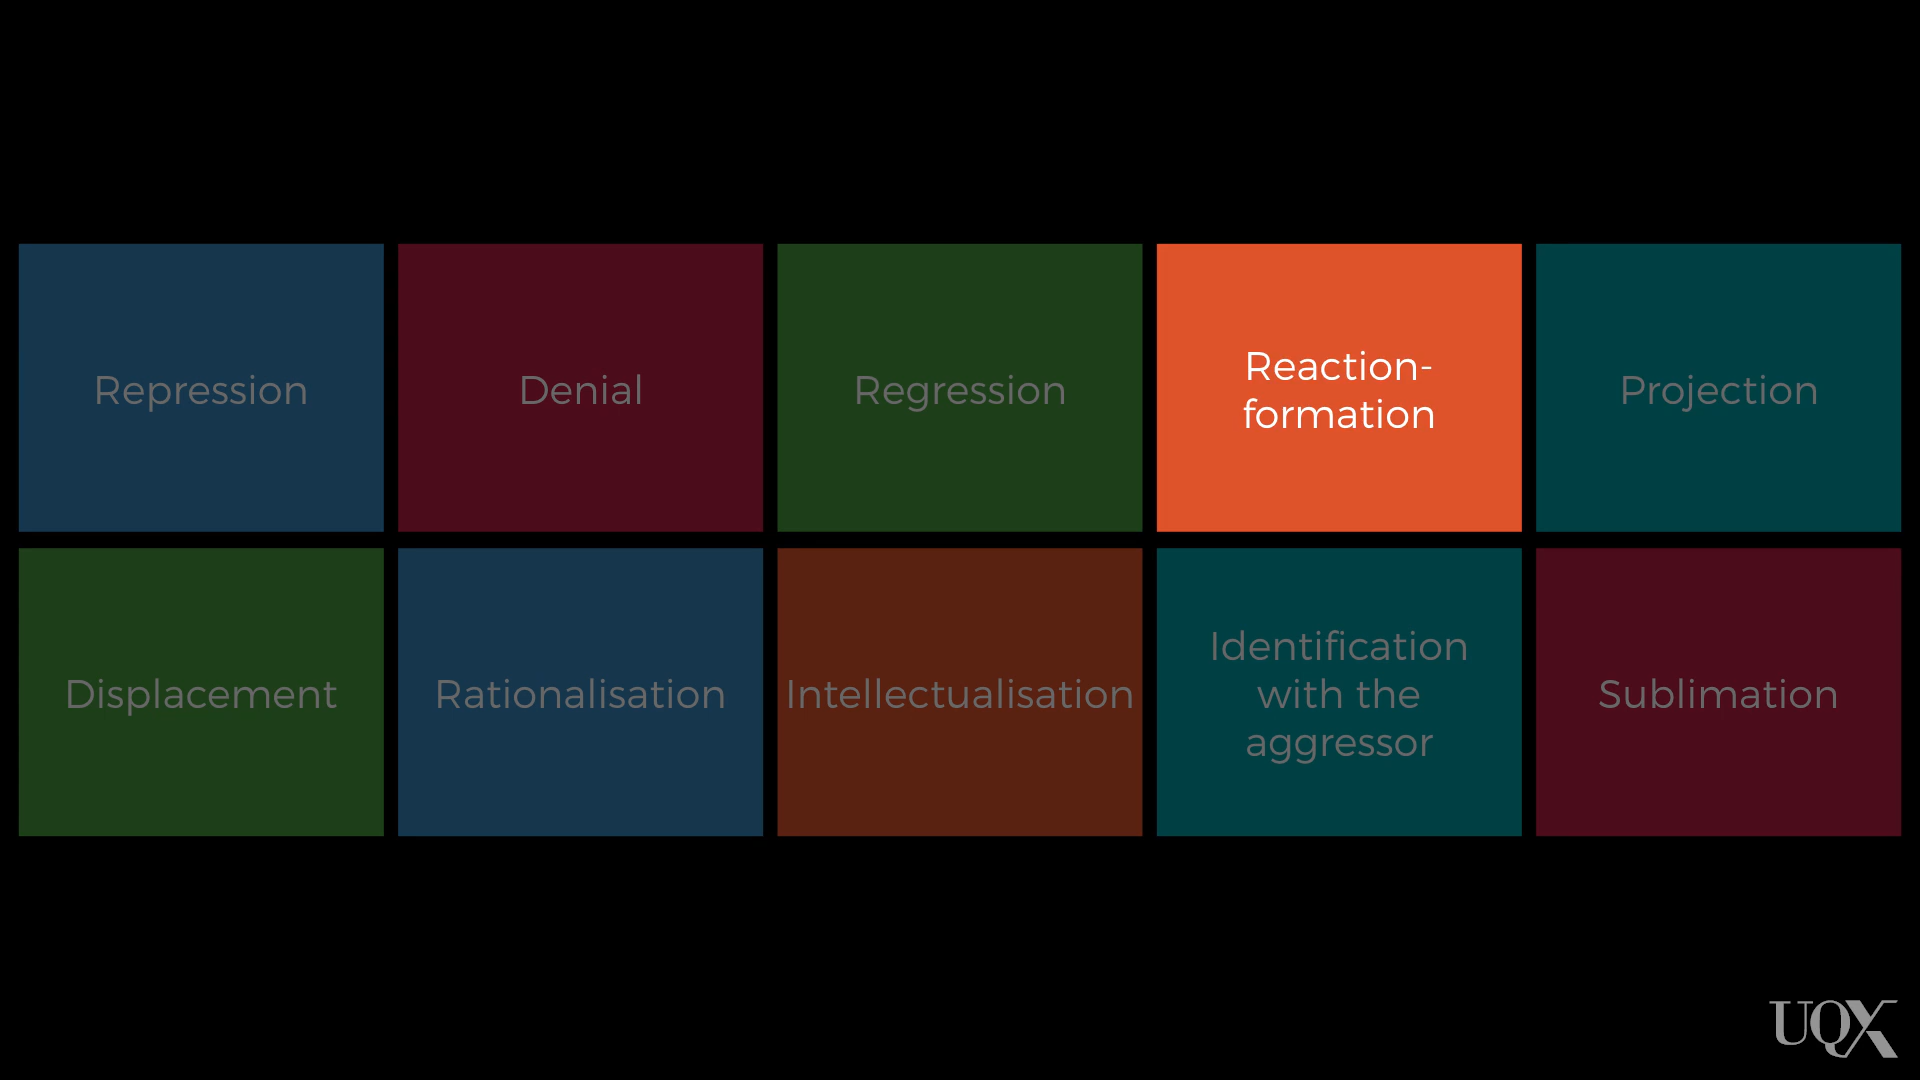 Repression
Denial
Regression
Reaction-
formation
Projection
Displacement
Rationalisation
Intellectualisation
Identification
with the
aggressor
Sublimation
UQX